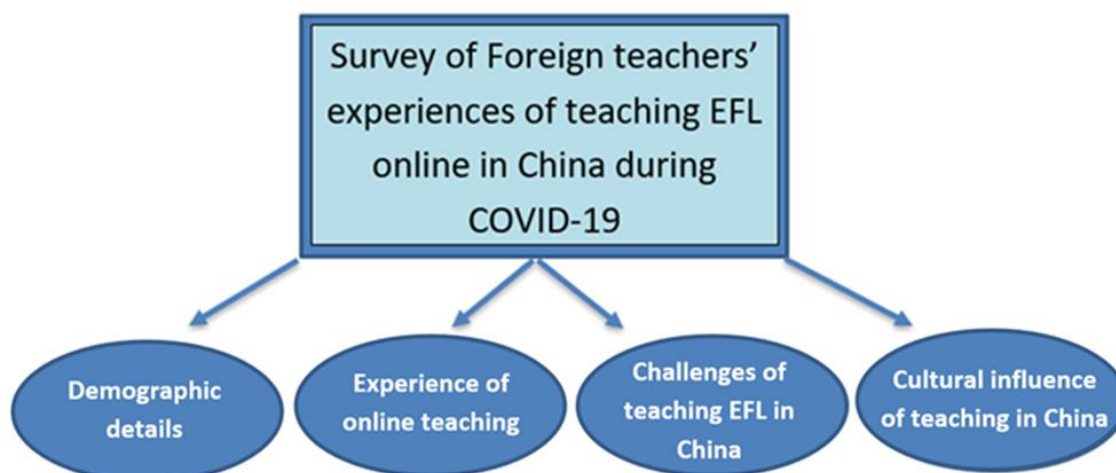 Survey of Foreign teachers’
experiences of teaching EFL
online in China during
COVID-19
Demographic
details
Experience of
online teaching
Challenges of
teaching EFL in
China
Cultural influence
of teaching in China